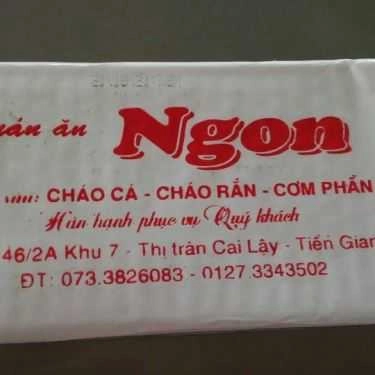 uán ăn Ngon
CHÁO CÁ - CHÁO RẮN - CƠM PHẦN
Hân hạnh phục vụ Quý khách
46/2A Khu 7 - Thị trấn Cai Lậy - Tiền Gian
ĐT: 073.3826083 - 0127.3343502